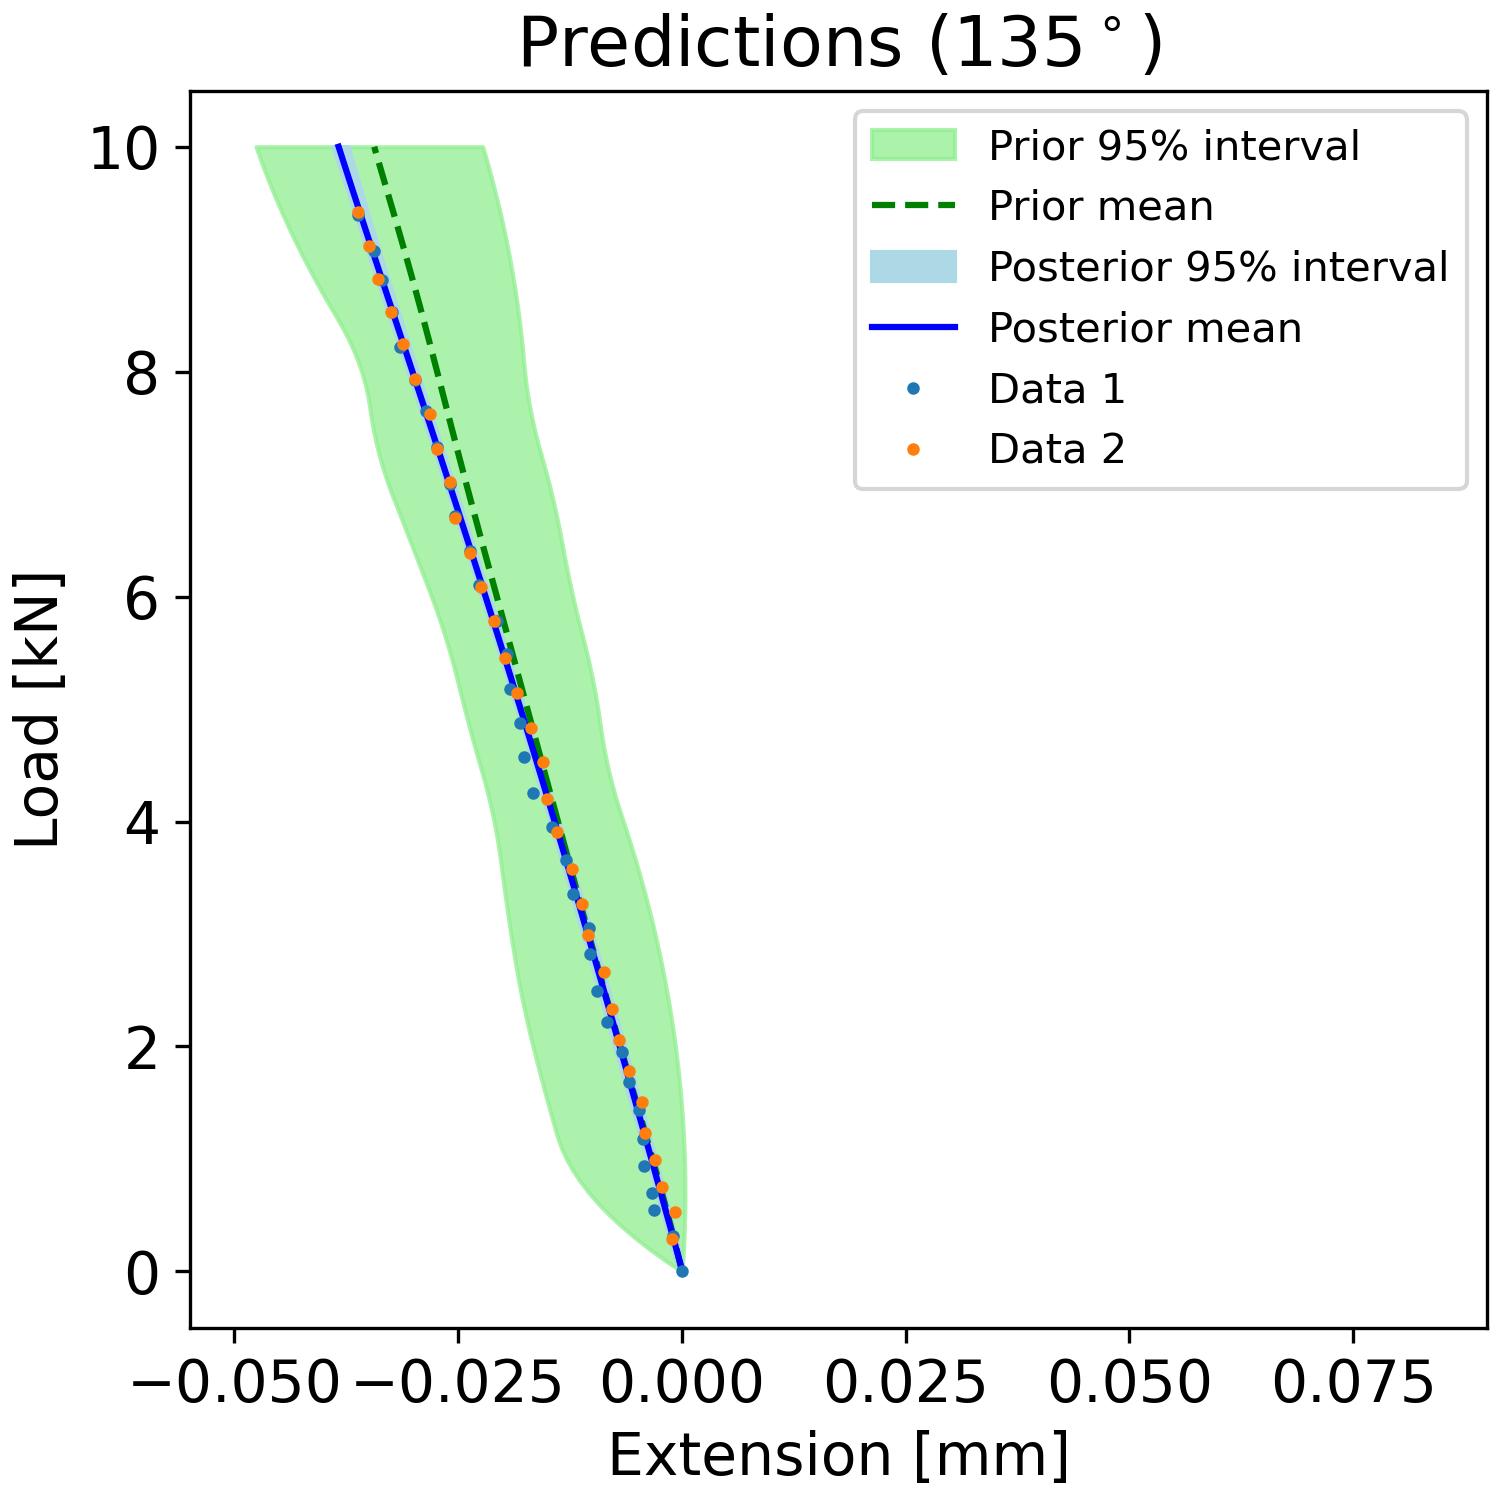 Predictions (135°)
Load [kN]
10
8
6
4
2
0
Prior 95% interval
Prior mean
Posterior 95% interval
Posterior mean
Data 1
Data 2
−0.050 −0.025 0.000 0.025 0.050 0.075
Extension [mm]